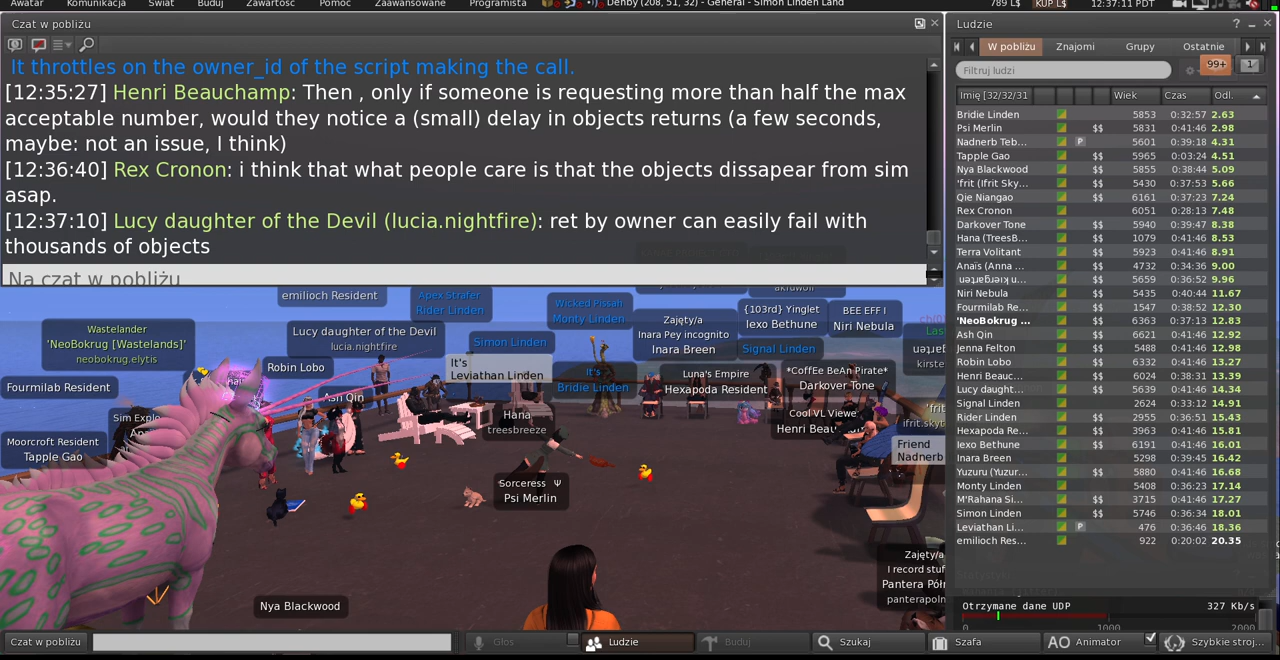 Awatar Komunikacja Świat Buduj Zawartość Pomoc Zaawansowane Programista Denby (208, 51, 32) - General - Simon Linden Land 789 L$ KUP L$ 12:37:11 PDT
Czat w pobliżu
It throttles on the owner_id of the script making the call.
[12:35:27] Henri Beauchamp: Then , only if someone is requesting more than half the max
acceptable number, would they notice a (small) delay in objects returns (a few seconds,
maybe: not an issue, I think)
[12:36:40] Rex Cronon: i think that what people care is that the objects dissapear from sim
asap.
[12:37:10] Lucy daughter of the Devil (lucia.nightfire): ret by owner can easily fail with
thousands of objects
Na czat w pobliżu
emilioch Resident
Apex Strafer
Rider Linden
Wicked Pissah
Monty Linden
{103rd} Yinglet
Iexo Bethune
BEE EFF I
Niri Nebula
Wastelander
'NeoBokrug [Wastelands]'
neobokrug.elytis
Lucy daughter of the Devil
lucia.nightfire
Simon Linden
Zajęty/a
Inara Pey incognito
Inara Breen
Signal Linden
Robin Lobo
It's
Leviathan Linden
It's
Bridie Linden
Luna's Empire
Hexapoda Resident
*CoffEe BeAn Pirate*
Darkover Tone
Fourmilab Resident
Ash Qin
Hana
treesbreeze
Cool VL Viewe
Henri Beau
Moorcroft Resident
Tapple Gao
Sim Explo
Friend
Nadnerb
Sorceress Ψ
Psi Merlin
Nya Blackwood
Zajęty/a
I record stuf
Pantera Półn
panterapoln
Ludzie
W pobliżu Znajomi Grupy Ostatnie
Filtruj ludzi 99+ 1
Imię [32/32/31 Wiek Czas Odl.
Bridie Linden 5853 0:32:57 2.63
Psi Merlin $$ 5831 0:41:46 2.98
Nadnerb Teb... P 5601 0:39:18 4.31
Tapple Gao $$ 5965 0:03:24 4.51
Nya Blackwood $$ 5855 0:38:44 5.09
'frit (Ifrit Sky... $$ 5430 0:37:53 5.66
Qie Niangao $$ 6161 0:37:23 7.24
Rex Cronon 6051 0:28:13 7.48
Darkover Tone $$ 5940 0:39:47 8.38
Hana (TreesB... $$ 1079 0:41:46 8.53
Terra Volitant $$ 5923 0:41:46 8.91
Anaïs (Anna ... $$ 4732 0:34:36 9.00
$$ 5659 0:36:52 9.96
Niri Nebula $$ 5435 0:40:44 11.67
Fourmilab Re... $$ 1547 0:38:52 12.30
'NeoBokrug ... $$ 6363 0:37:13 12.83
Ash Qin $$ 6621 0:41:46 12.92
Jenna Felton $$ 5488 0:41:46 12.98
Robin Lobo $$ 6332 0:41:46 13.27
Henri Beauc... $$ 6024 0:38:31 13.39
Lucy daught... $$ 5639 0:41:46 14.34
Signal Linden 2624 0:33:12 14.91
Rider Linden $$ 2955 0:36:51 15.43
Hexapoda Re... $$ 3963 0:41:46 15.81
Iexo Bethune $$ 6191 0:41:46 16.01
Inara Breen 5298 0:39:45 16.42
Yuzuru (Yuzur... $$ 5880 0:41:46 16.68
Monty Linden 5408 0:36:23 17.14
M'Rahana Si... $$ 3715 0:41:46 17.27
Simon Linden $$ 5746 0:36:34 18.01
Leviathan Li... P 476 0:36:46 18.36
emilioch Res... 922 0:20:02 20.35
Otrzymane dane UDP 327 Kb/s
0 1000 2000
Czat w pobliżu Głos Ludzie Buduj Szukaj Szafa AO Animator Szybkie stroj...